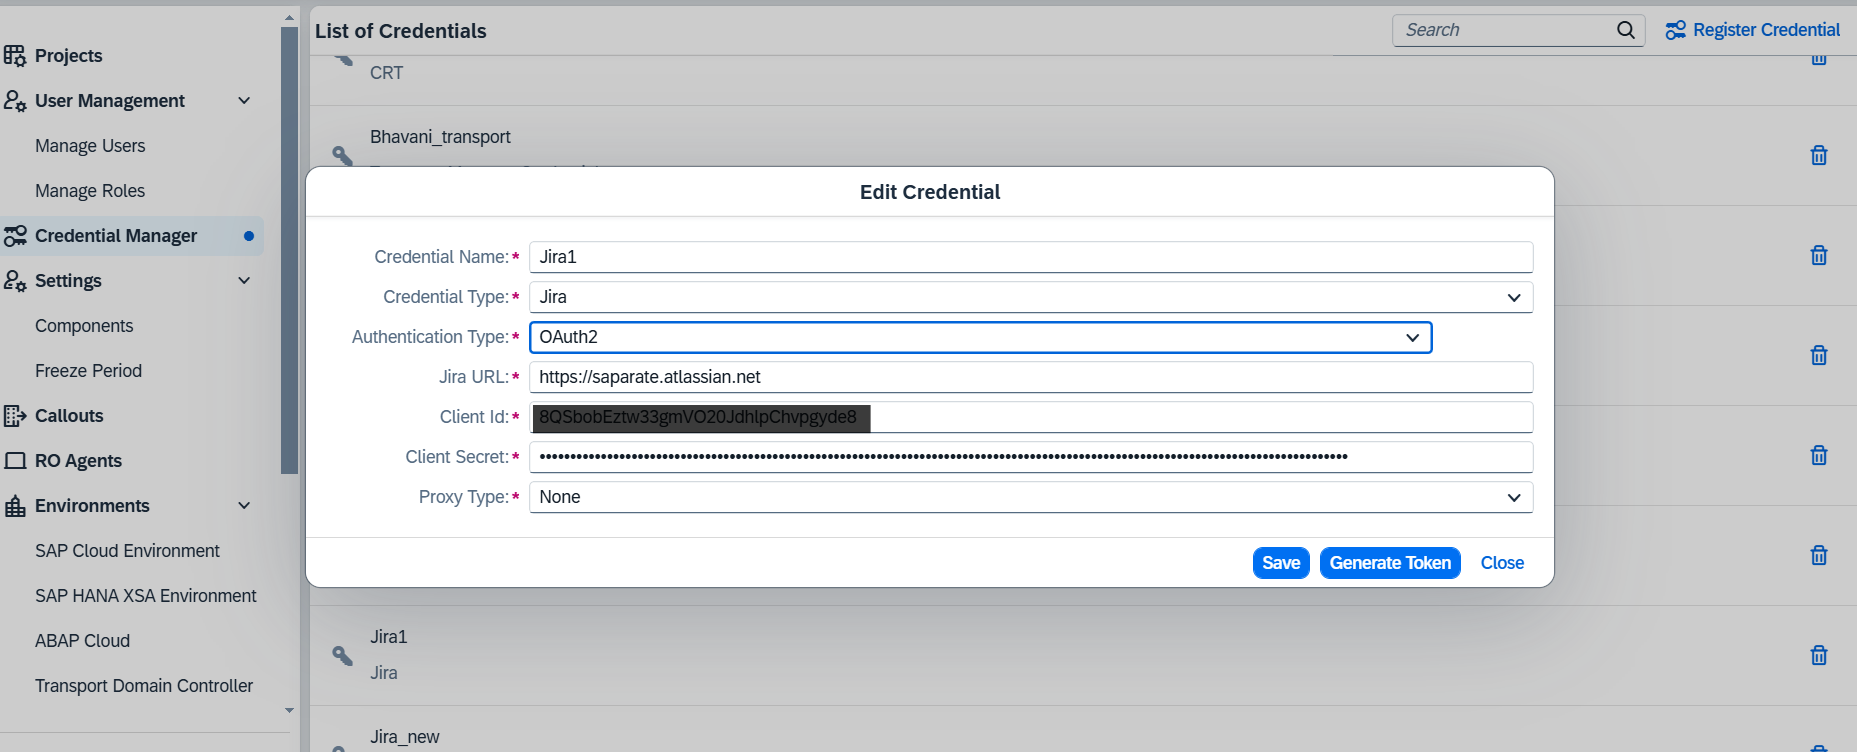 List of Credentials
Search
Register Credential
Projects
CRT
User Management
Bhavani_transport
Manage Users
Manage Roles
Edit Credential
Credential Manager
Credential Name:* Jira1
Settings
Credential Type:* Jira
Components
Authentication Type:* OAuth2
Freeze Period
Jira URL:* https://saparate.atlassian.net
Callouts
Client Id:*
RO Agents
Client Secret:* ••••••••••••••••••••••••••••••••••••••••••••••••••••••••••••••••••••••••••••••••••••••••••••••••••••••••••••••••••••••••••••••••••••
Environments
Proxy Type:* None
SAP Cloud Environment
Save
Generate Token
Close
SAP HANA XSA Environment
ABAP Cloud
Jira1
Jira
Transport Domain Controller
Jira_new